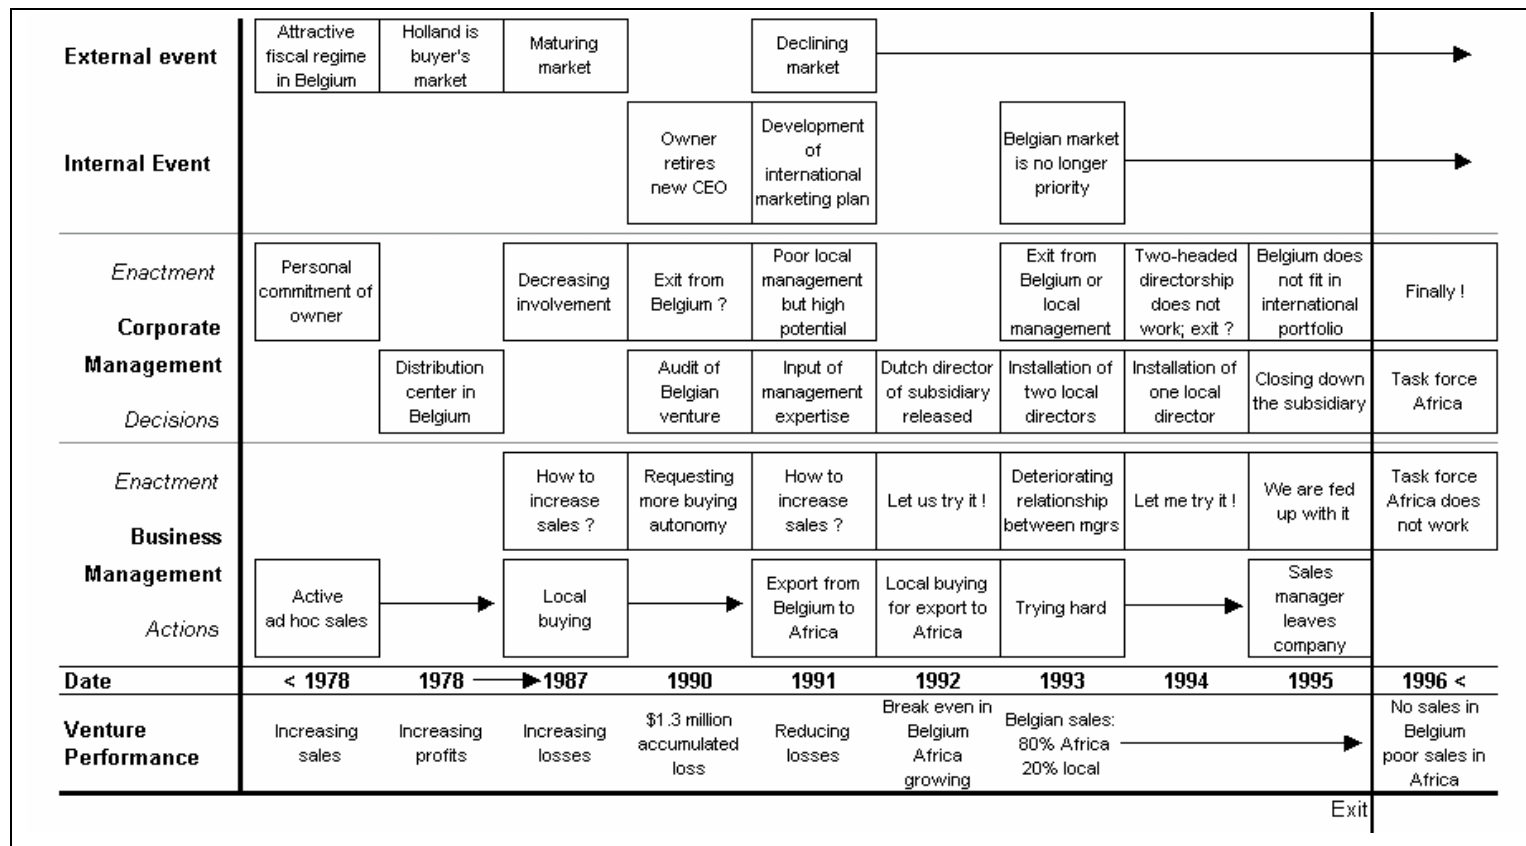 External event
Attractive
fiscal regime
in Belgium
Holland is
buyer's
market
Maturing
market
Declining
market
Internal Event
Owner
retires
new CEO
Development
of
international
marketing plan
Belgian market
is no longer
priority
Enactment
Corporate
Management
Decisions
Personal
commitment of
owner
Decreasing
involvement
Exit from
Belgium ?
Poor local
management
but high
potential
Exit from
Belgium or
local
management
Two-headed
directorship
does not
work; exit ?
Belgium does
not fit in
international
portfolio
Finally !
Distribution
center in
Belgium
Audit of
Belgian
venture
Input of
management
expertise
Dutch director
of subsidiary
released
Installation of
two local
directors
Installation of
one local
director
Closing down
the subsidiary
Task force
Africa
Enactment
Business
Management
Actions
How to
increase
sales ?
Requesting
more buying
autonomy
How to
increase
sales ?
Let us try it !
Deteriorating
relationship
between mgrs
Let me try it !
We are fed
up with it
Task force
Africa does
not work
Active
ad hoc sales
Local
buying
Export from
Belgium to
Africa
Local buying
for export to
Africa
Trying hard
Sales
manager
leaves
company
Date
< 1978
1978
1987
1990
1991
1992
1993
1994
1995
1996 <
Venture
Performance
Increasing
sales
Increasing
profits
Increasing
losses
$1.3 million
accumulated
loss
Reducing
losses
Break even in
Belgium
Africa
growing
Belgian sales:
80% Africa
20% local
No sales in
Belgium
poor sales in
Africa
Exit